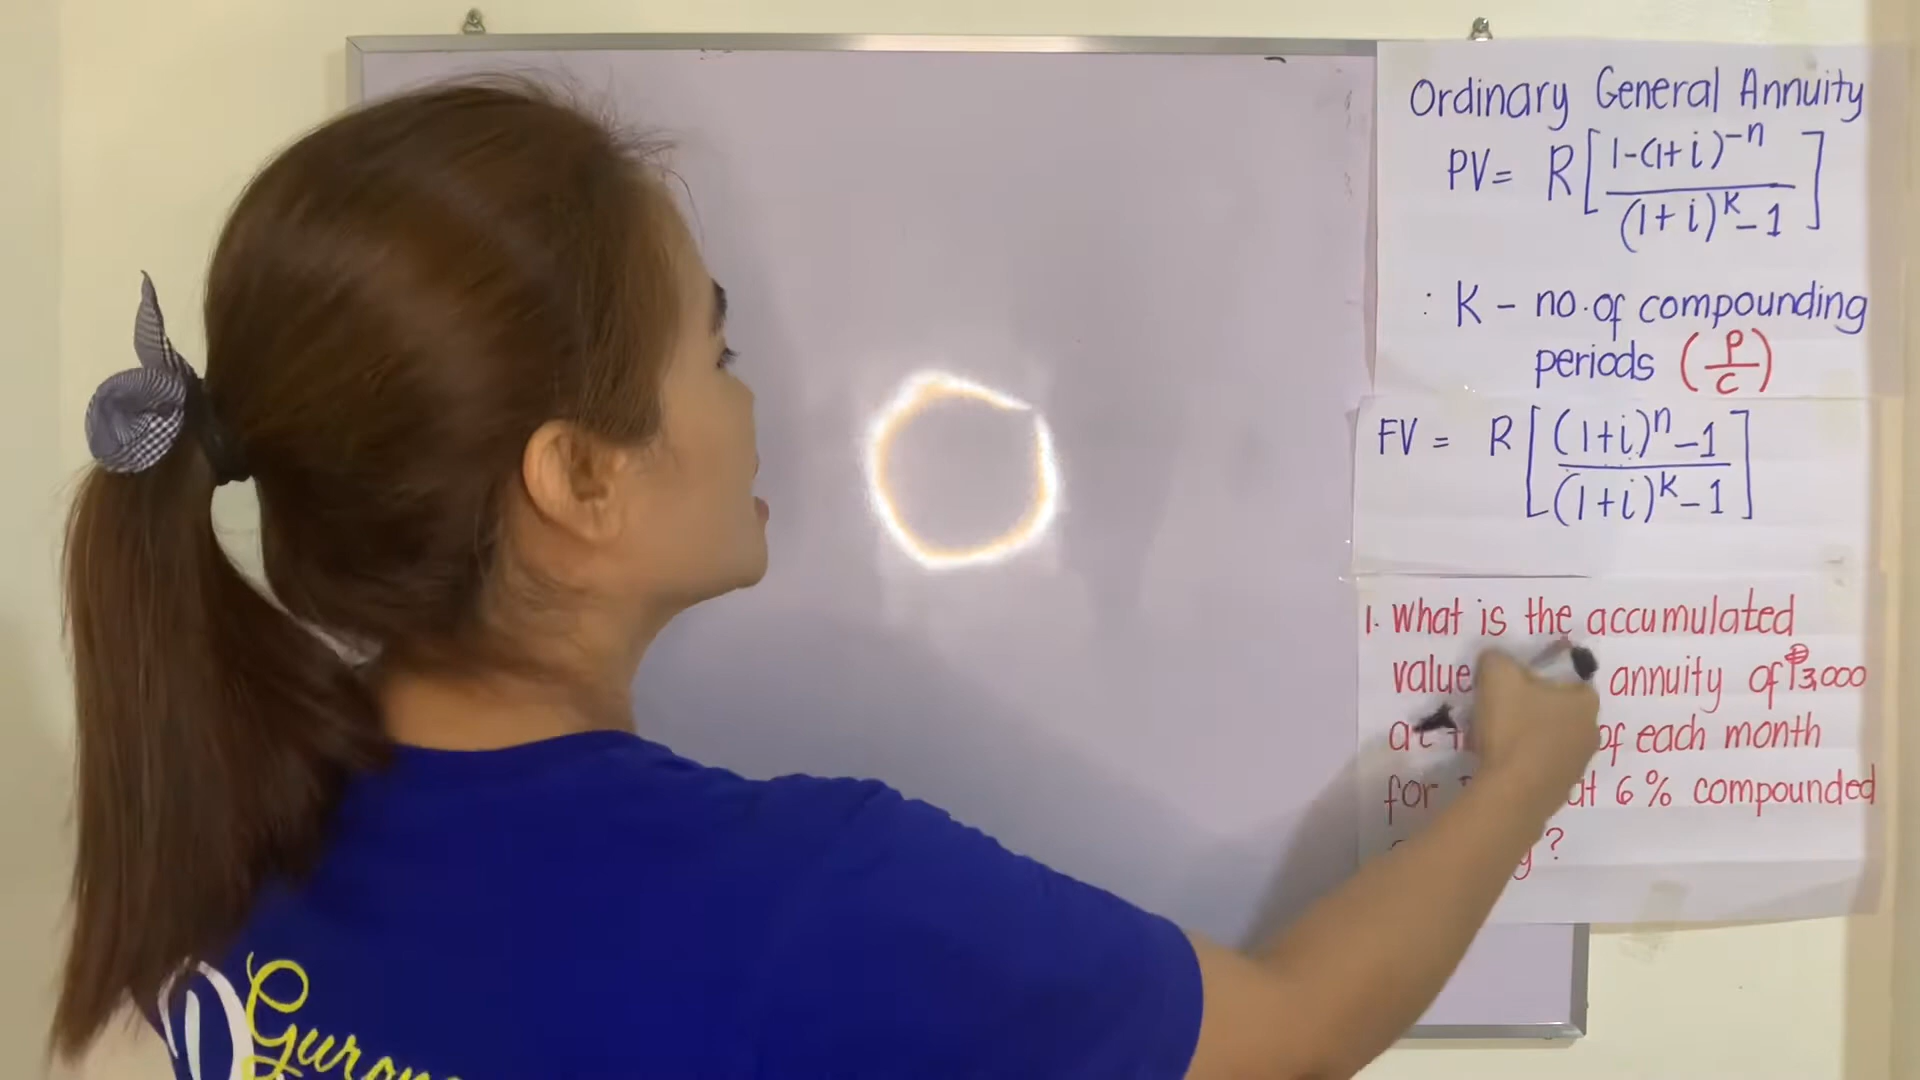 Ordinary General Annuity
PV = R[1-(1+i)^-n / (1+i)^k - 1]
: K - no. of compounding
periods (P/C)
FV = R[(1+i)^n - 1 / (1+i)^k - 1]
1. What is the accumulated
value annuity of ₱3,000
at of each month
for at 6% compounded
?
Guro